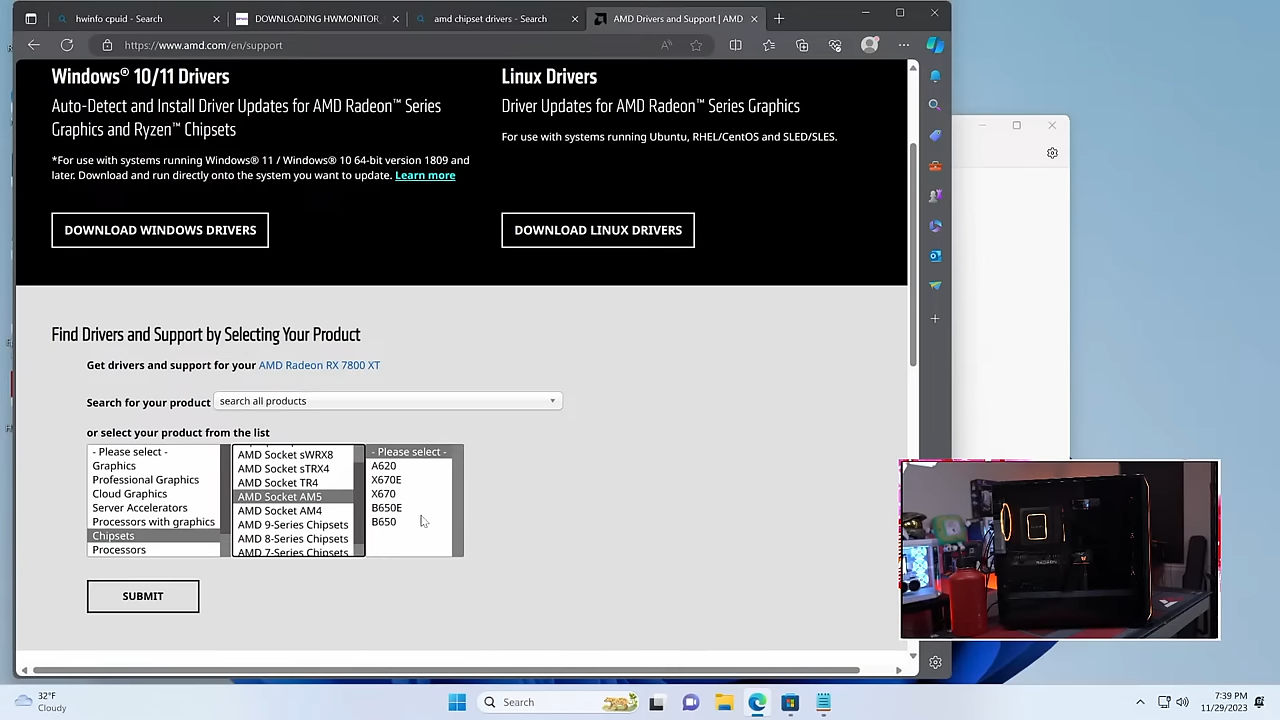 hwinfo cpuid - Search
DOWNLOADING HWMONITOR
amd chipset drivers - Search
AMD Drivers and Support | AMD
https://www.amd.com/en/support
Windows® 10/11 Drivers
Auto-Detect and Install Driver Updates for AMD Radeon™ Series
Graphics and Ryzen™ Chipsets
*For use with systems running Windows® 11 / Windows® 10 64-bit version 1809 and
later. Download and run directly onto the system you want to update. Learn more
DOWNLOAD WINDOWS DRIVERS
Linux Drivers
Driver Updates for AMD Radeon™ Series Graphics
For use with systems running Ubuntu, RHEL/CentOS and SLED/SLES.
DOWNLOAD LINUX DRIVERS
Find Drivers and Support by Selecting Your Product
Get drivers and support for your AMD Radeon RX 7800 XT
Search for your product search all products
or select your product from the list
- Please select -
Graphics
Professional Graphics
Cloud Graphics
Server Accelerators
Processors with graphics
Chipsets
Processors
AMD Socket sWRX8
AMD Socket sTRX4
AMD Socket TR4
AMD Socket AM5
AMD Socket AM4
AMD 9-Series Chipsets
AMD 8-Series Chipsets
AMD 7-Series Chipsets
- Please select -
A620
X670E
X670
B650E
B650
SUBMIT
RADEON
32°F
Cloudy
Search
7:39 PM
11/29/2023